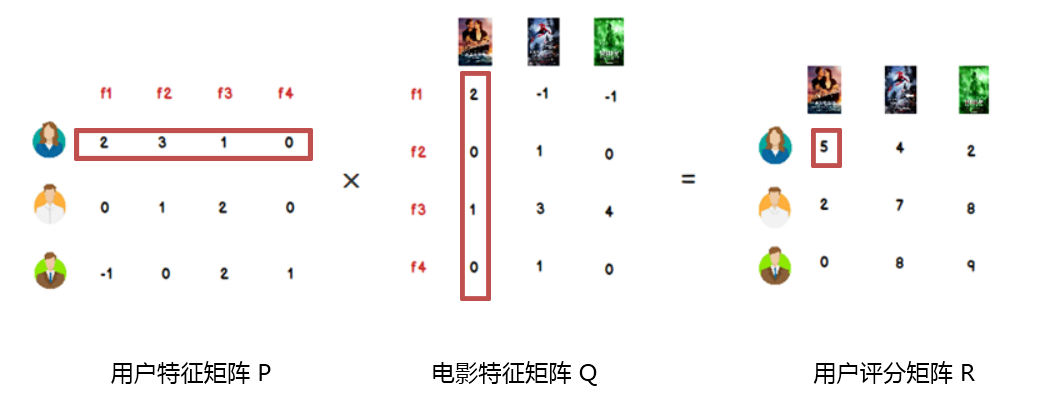 f1 f2 f3 f4
2 3 1 0
0 1 2 0
-1 0 2 1
×
f1 2 -1 -1
f2 0 1 0
f3 1 3 4
f4 0 1 0
=
5 4 2
2 7 8
0 8 9
用户特征矩阵 P
电影特征矩阵 Q
用户评分矩阵 R